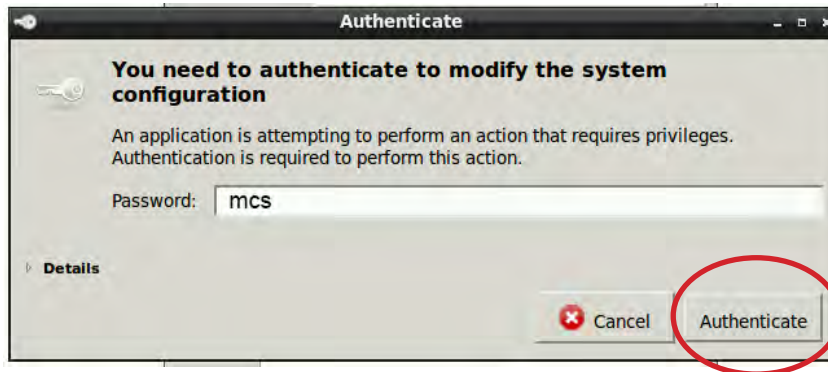 Authenticate
You need to authenticate to modify the system
configuration
An application is attempting to perform an action that requires privileges.
Authentication is required to perform this action.
Password: mcs
Details
Cancel Authenticate